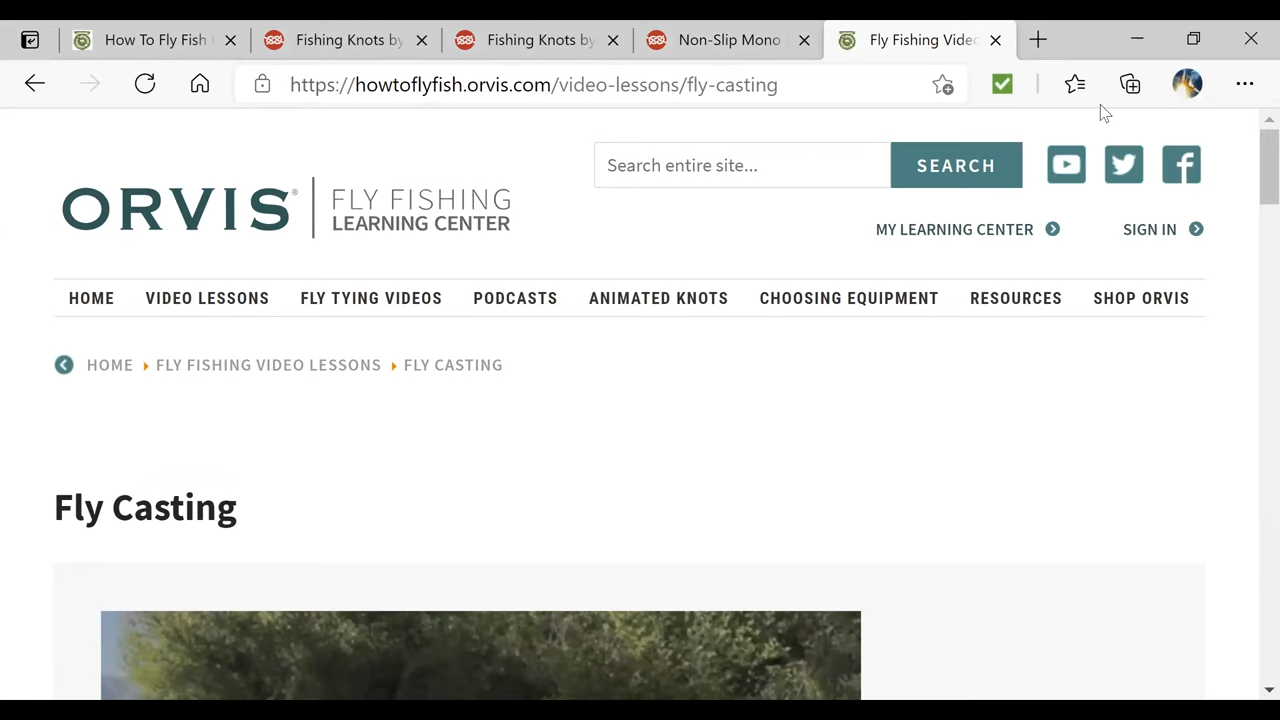 How To Fly Fish
Fishing Knots by
Fishing Knots by
Non-Slip Mono
Fly Fishing Video
https://howtoflyfish.orvis.com/video-lessons/fly-casting
Search entire site...
SEARCH
ORVIS® FLY FISHING
LEARNING CENTER
MY LEARNING CENTER
SIGN IN
HOME VIDEO LESSONS FLY TYING VIDEOS PODCASTS ANIMATED KNOTS CHOOSING EQUIPMENT RESOURCES SHOP ORVIS
HOME FLY FISHING VIDEO LESSONS FLY CASTING
Fly Casting